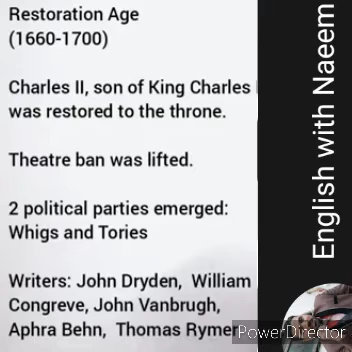 Restoration Age
(1660-1700)
Charles II, son of King Charles
was restored to the throne.
Theatre ban was lifted.
2 political parties emerged:
Whigs and Tories
Writers: John Dryden, William
Congreve, John Vanbrugh,
Aphra Behn, Thomas Rymer
English with Naeem
PowerDirector